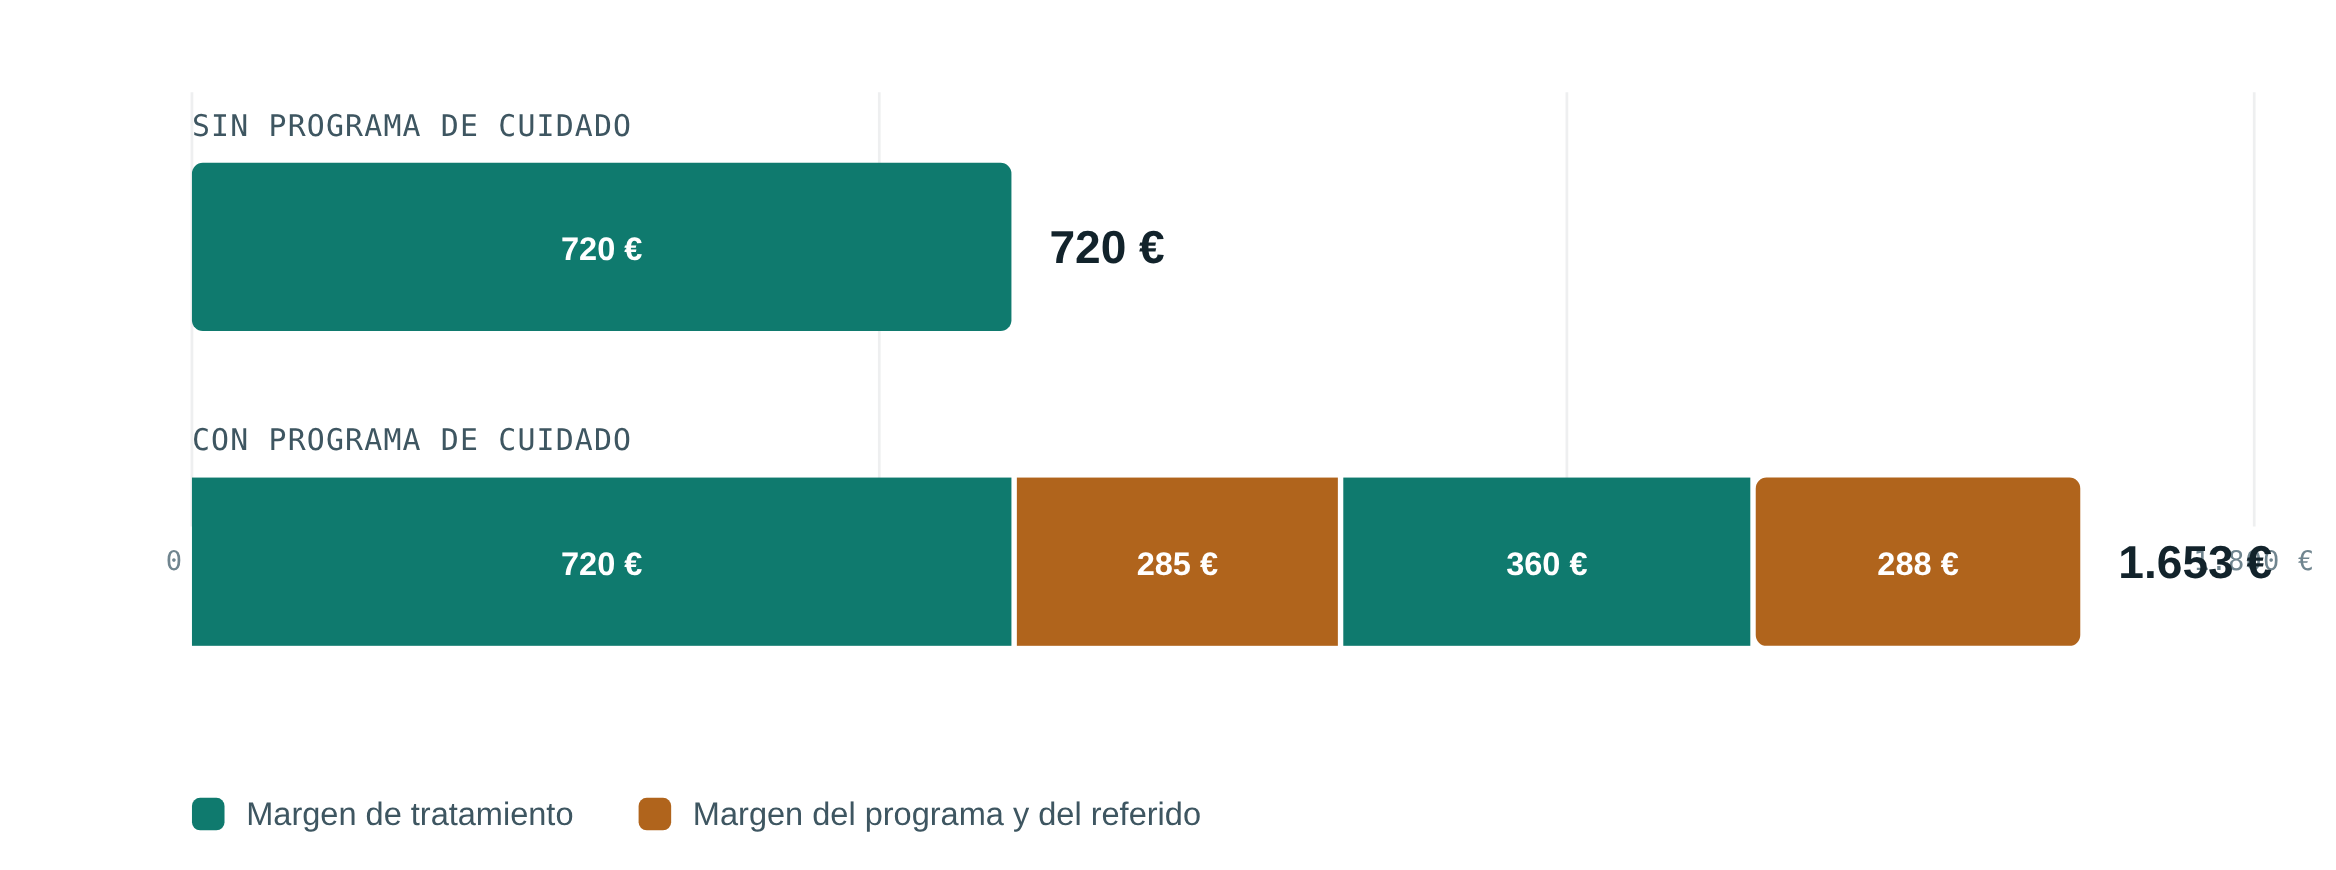 SIN PROGRAMA DE CUIDADO
720 € 720 €
CON PROGRAMA DE CUIDADO
0 720 € 285 € 360 € 288 € 1.653 €
Margen de tratamiento Margen del programa y del referido